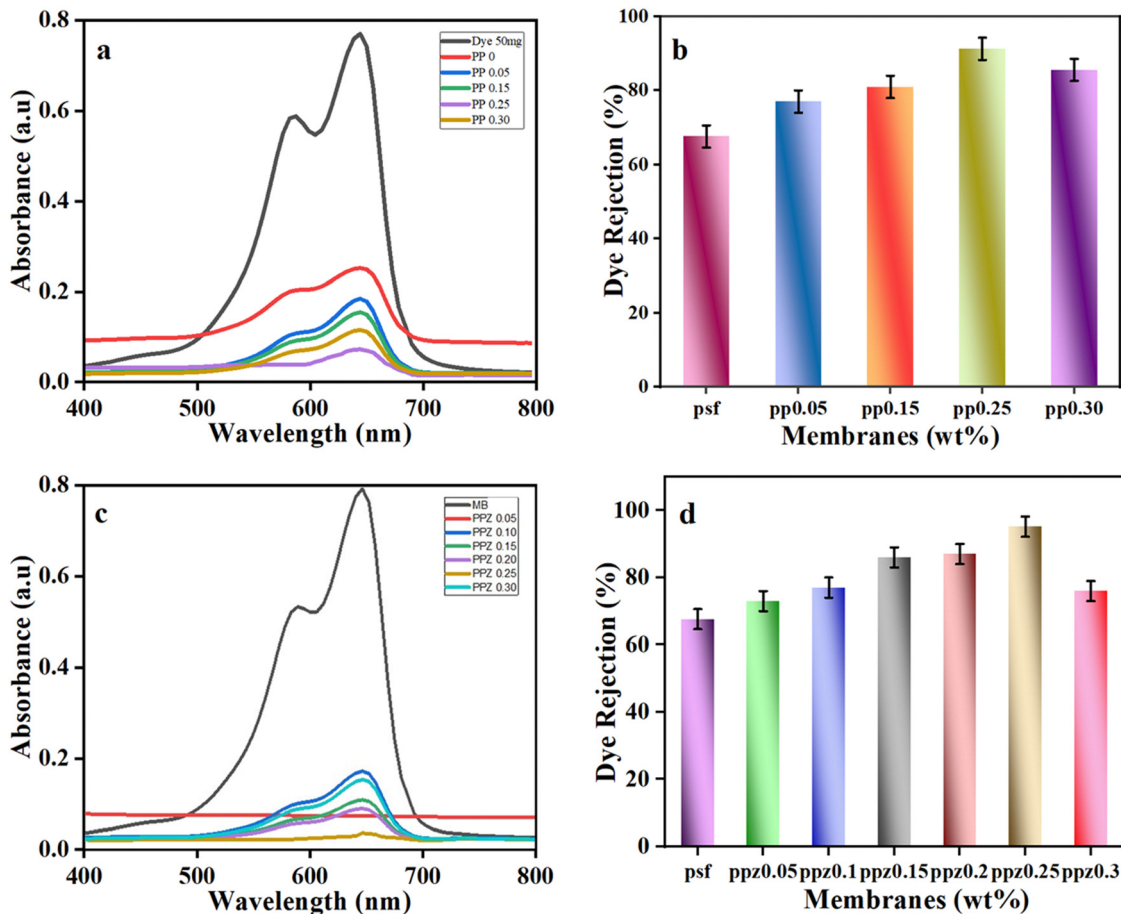 a
Dye 50mg
PP 0
PP 0.05
PP 0.15
PP 0.25
PP 0.30
0.8
0.6
0.4
0.2
0.0
Absorbance (a.u)
400 500 600 700 800
Wavelength (nm)
b
100
80
60
40
20
0
Dye Rejection (%)
psf pp0.05 pp0.15 pp0.25 pp0.30
Membranes (wt%)
c
MB
PPZ 0.05
PPZ 0.10
PPZ 0.15
PPZ 0.20
PPZ 0.25
PPZ 0.30
0.8
0.6
0.4
0.2
0.0
Absorbance (a.u)
400 500 600 700 800
Wavelength (nm)
d
100
80
60
40
20
0
Dye Rejection (%)
psf ppz0.05 ppz0.1 ppz0.15 ppz0.2 ppz0.25 ppz0.3
Membranes (wt%)